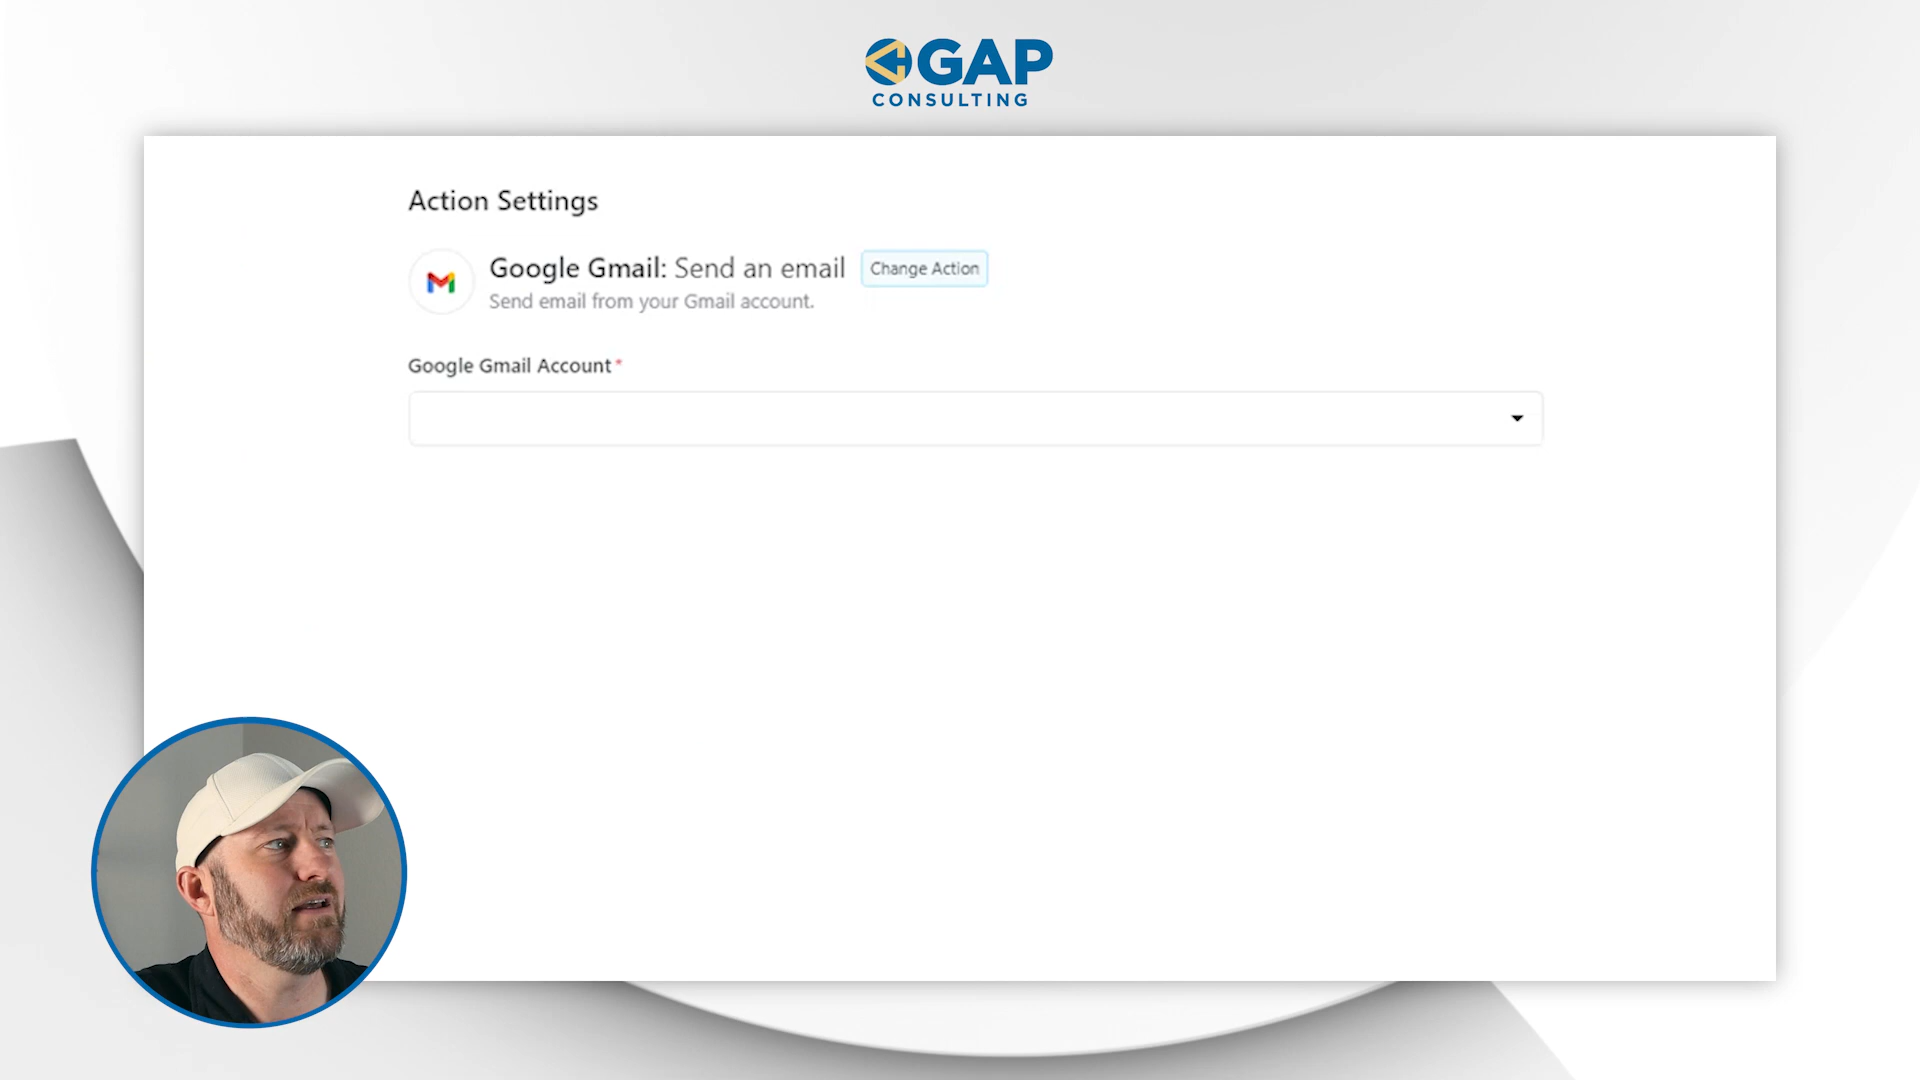 GAP
CONSULTING
Action Settings
Google Gmail: Send an email
Change Action
Send email from your Gmail account.
Google Gmail Account*